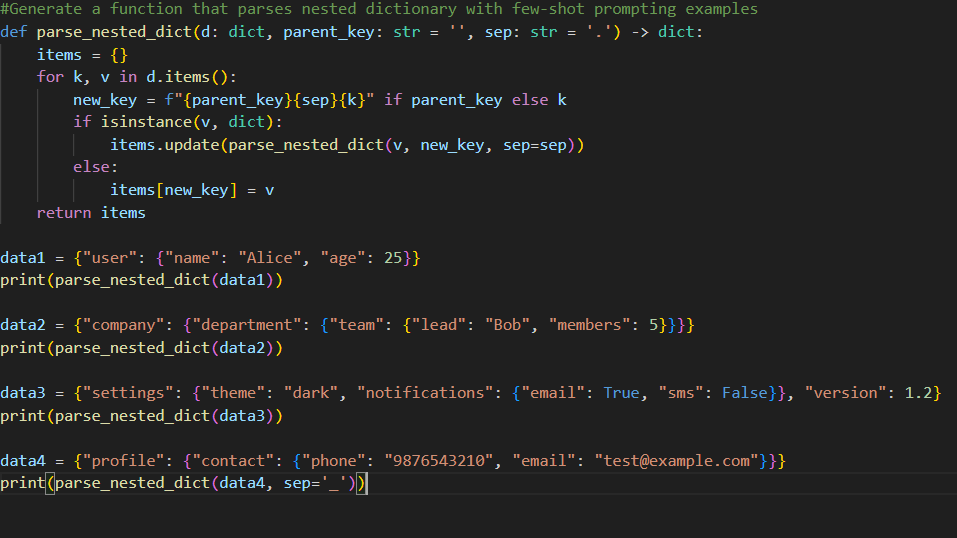 #Generate a function that parses nested dictionary with few-shot prompting examples
def parse_nested_dict(d: dict, parent_key: str = '', sep: str = '.') -> dict:
    items = {}
    for k, v in d.items():
        new_key = f"{parent_key}{sep}{k}" if parent_key else k
        if isinstance(v, dict):
            items.update(parse_nested_dict(v, new_key, sep=sep))
        else:
            items[new_key] = v
    return items

data1 = {"user": {"name": "Alice", "age": 25}}
print(parse_nested_dict(data1))

data2 = {"company": {"department": {"team": {"lead": "Bob", "members": 5}}}}
print(parse_nested_dict(data2))

data3 = {"settings": {"theme": "dark", "notifications": {"email": True, "sms": False}}, "version": 1.2}
print(parse_nested_dict(data3))

data4 = {"profile": {"contact": {"phone": "9876543210", "email": "test@example.com"}}}
print(parse_nested_dict(data4, sep='_'))